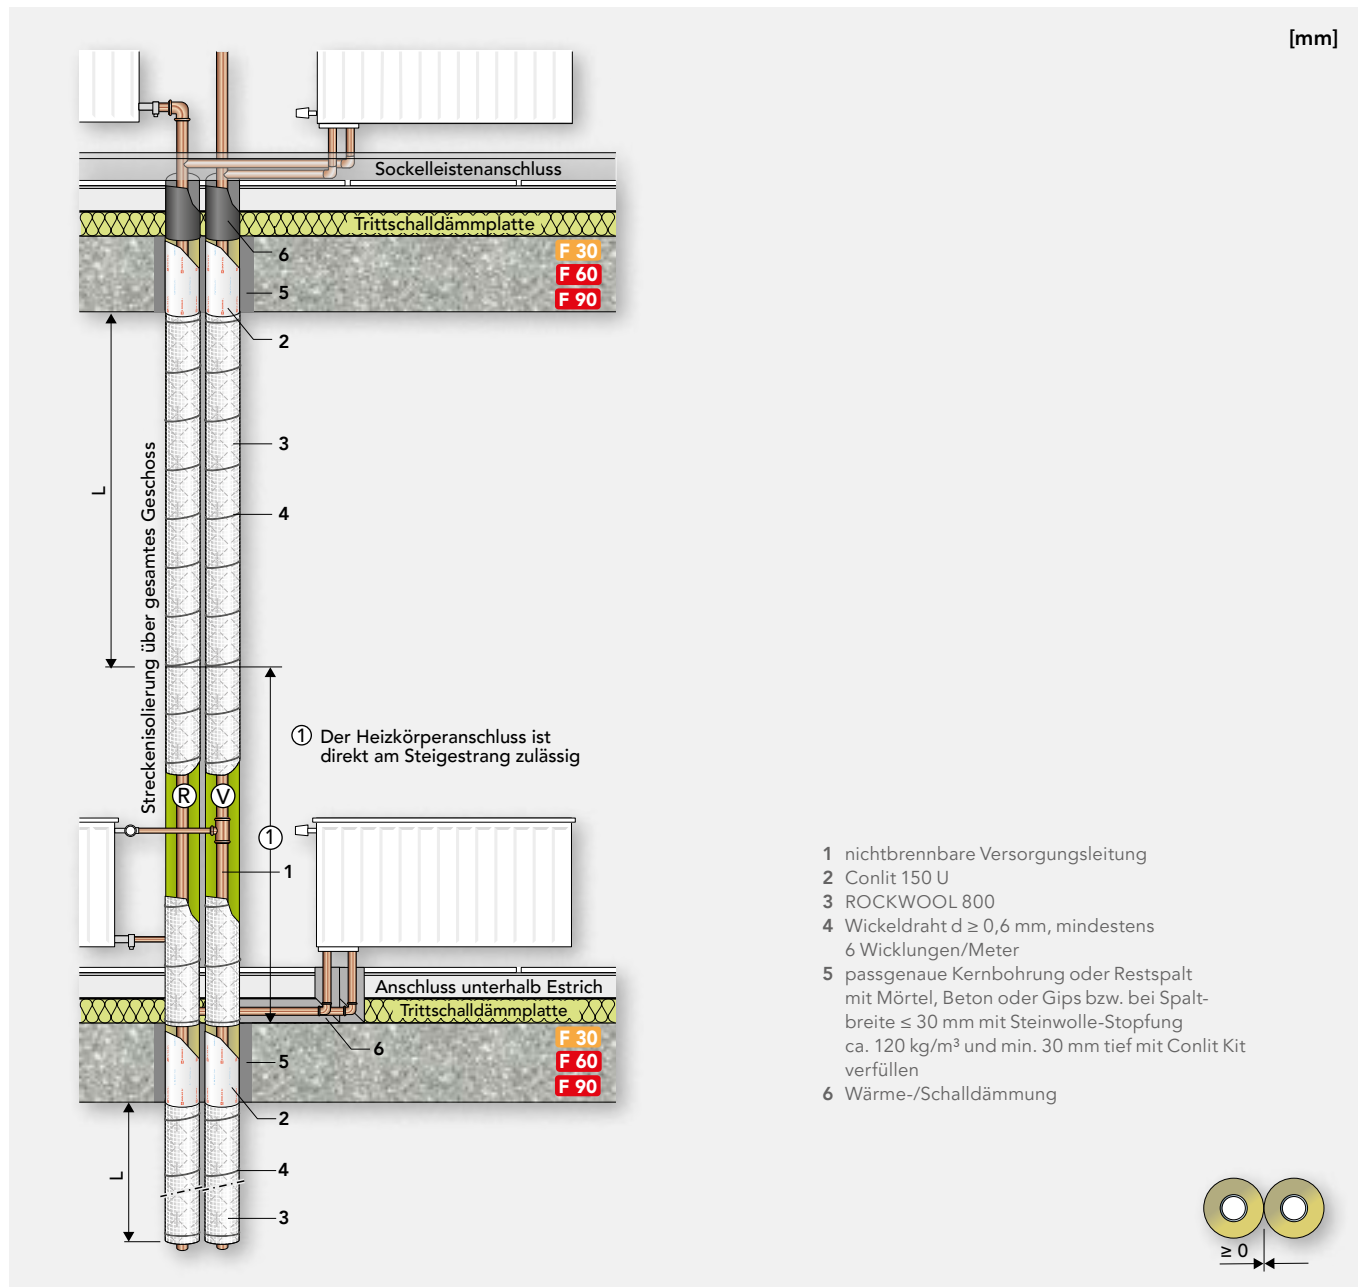 [mm]
Sockelleistenanschluss
Trittschalldämmplatte
6
F 30
5
F 60
F 90
2
3
L
Streckenisolierung über gesamtes Geschoss
4
① Der Heizkörperanschluss ist
direkt am Steigestrang zulässig
R
V
①
1
Anschluss unterhalb Estrich
Trittschalldämmplatte
F 30
6
5
F 60
F 90
2
L
4
3
1 nichtbrennbare Versorgungsleitung
2 Conlit 150 U
3 ROCKWOOL 800
4 Wickeldraht d ≥ 0,6 mm, mindestens
6 Wicklungen/Meter
5 passgenaue Kernbohrung oder Restspalt
mit Mörtel, Beton oder Gips bzw. bei Spalt-
breite ≤ 30 mm mit Steinwolle-Stopfung
ca. 120 kg/m³ und min. 30 mm tief mit Conlit Kit
verfüllen
6 Wärme-/Schalldämmung
≥ 0